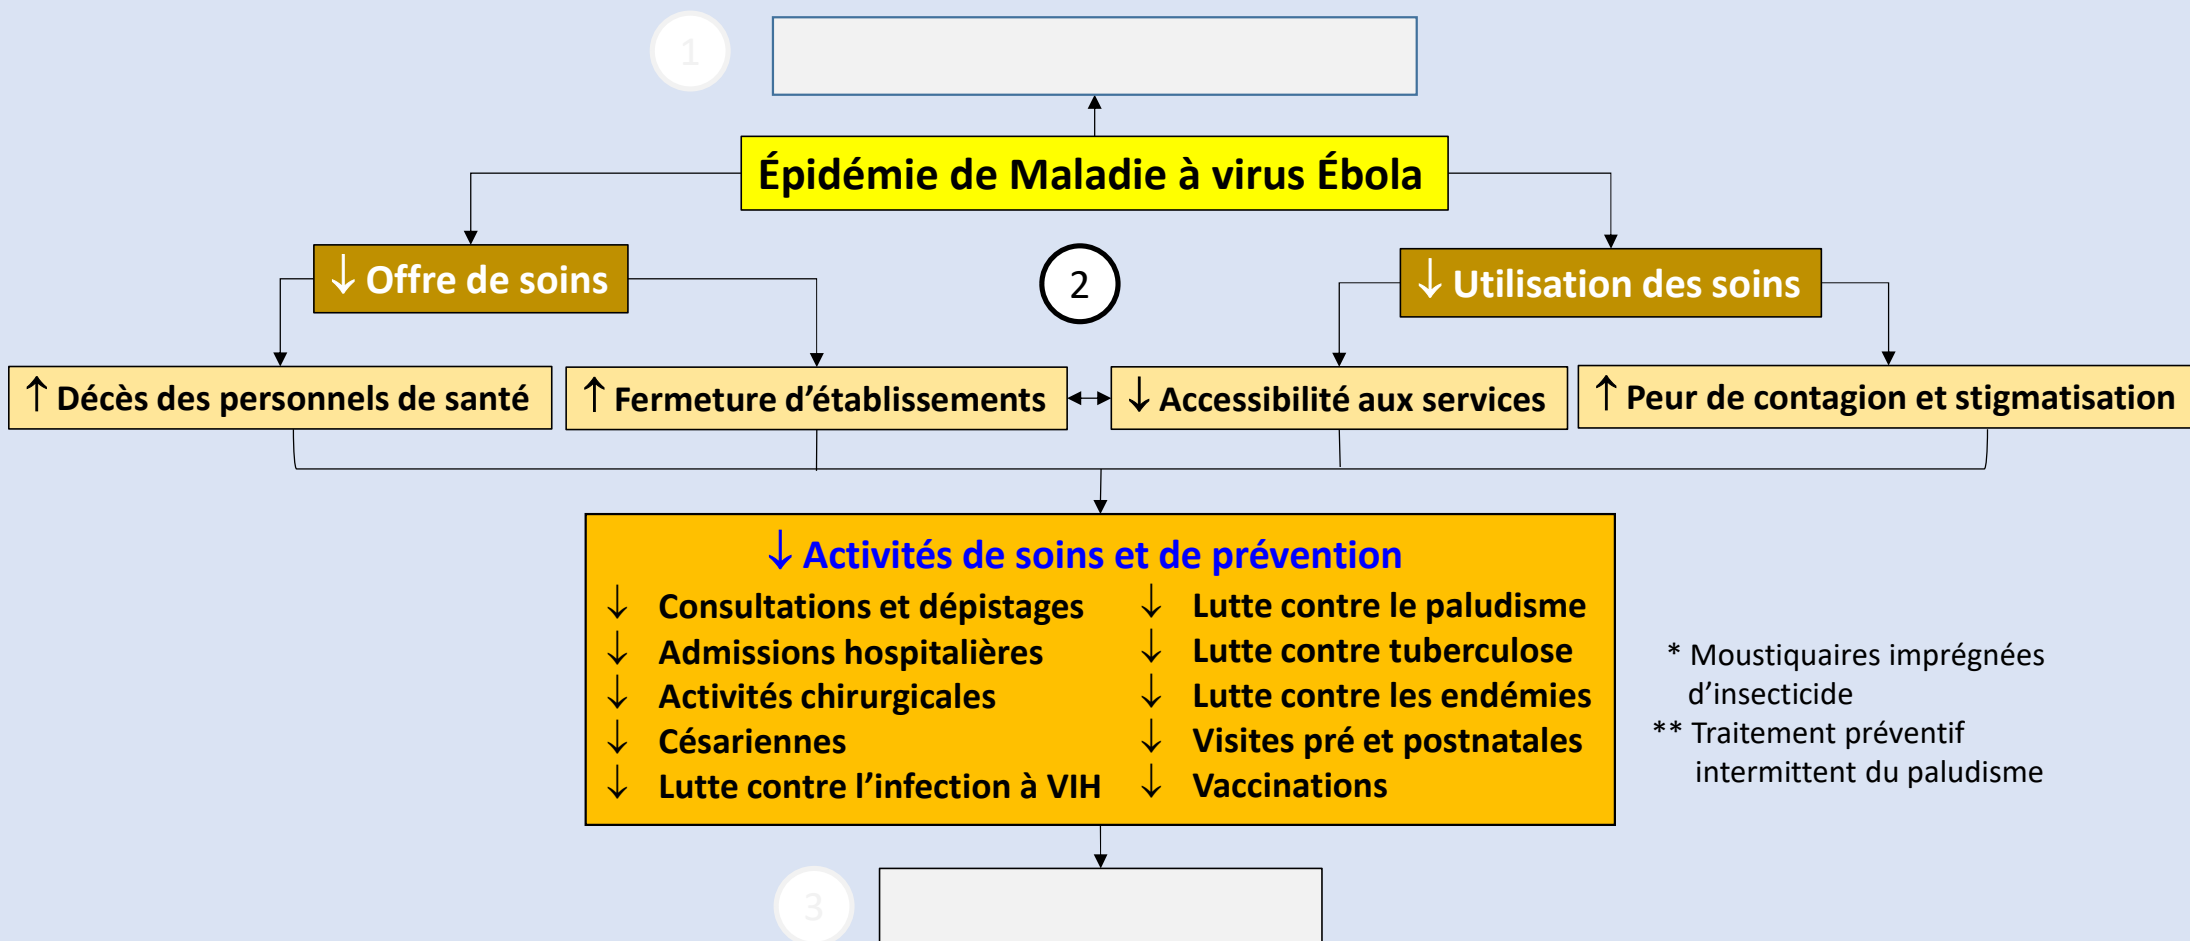 1
Épidémie de Maladie à virus Ébola
↓ Offre de soins
2
↓ Utilisation des soins
↑ Décès des personnels de santé
↑ Fermeture d’établissements
↓ Accessibilité aux services
↑ Peur de contagion et stigmatisation
↓ Activités de soins et de prévention
↓ Consultations et dépistages
↓ Admissions hospitalières
↓ Activités chirurgicales
↓ Césariennes
↓ Lutte contre l’infection à VIH
↓ Lutte contre le paludisme
↓ Lutte contre tuberculose
↓ Lutte contre les endémies
↓ Visites pré et postnatales
↓ Vaccinations
* Moustiquaires imprégnées
d’insecticide
** Traitement préventif
intermittent du paludisme
3